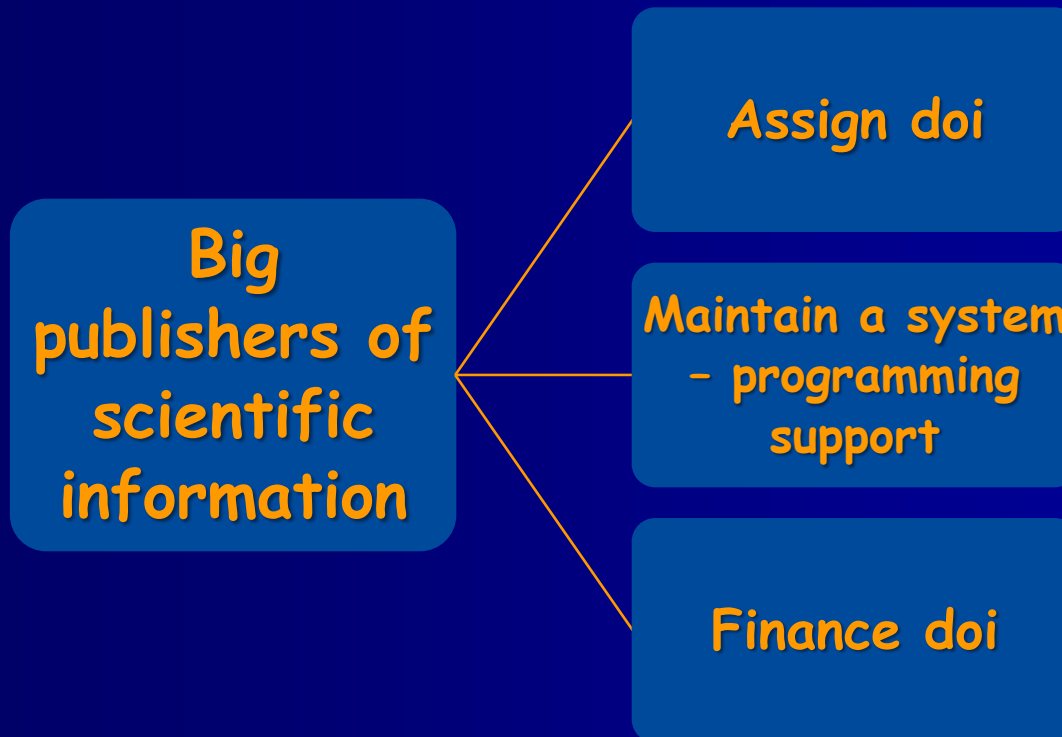 Big
publishers of
scientific
information
Assign doi
Maintain a system
– programming
support
Finance doi